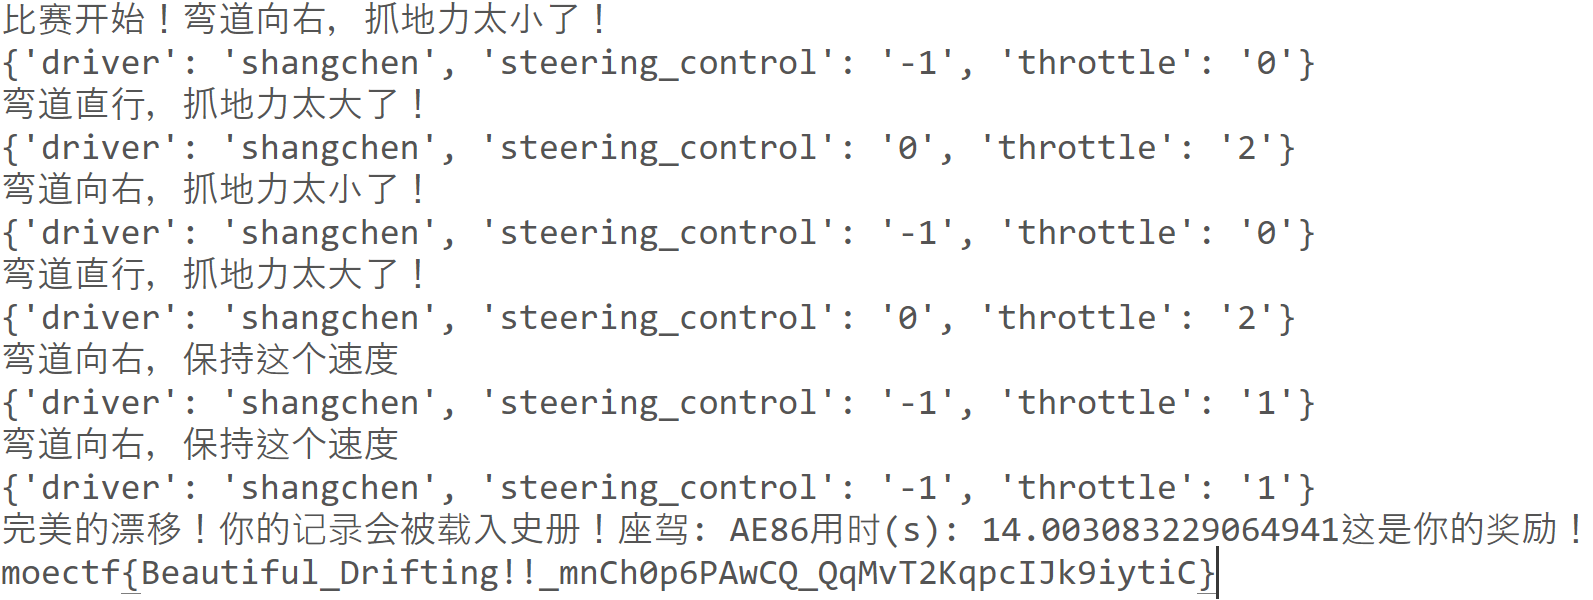 比赛开始！弯道向右, 抓地力太小了！
{'driver': 'shangchen', 'steering_control': '-1', 'throttle': '0'}
弯道直行, 抓地力太大了！
{'driver': 'shangchen', 'steering_control': '0', 'throttle': '2'}
弯道向右, 抓地力太小了！
{'driver': 'shangchen', 'steering_control': '-1', 'throttle': '0'}
弯道直行, 抓地力太大了！
{'driver': 'shangchen', 'steering_control': '0', 'throttle': '2'}
弯道向右, 保持这个速度
{'driver': 'shangchen', 'steering_control': '-1', 'throttle': '1'}
弯道向右, 保持这个速度
{'driver': 'shangchen', 'steering_control': '-1', 'throttle': '1'}
完美的漂移！你的记录会被载入史册！座驾: AE86用时(s): 14.003083229064941这是你的奖励！
moectf{Beautiful_Drifting!!_mnCh0p6PAwCQ_QqMvT2KqpcIJk9iytiC}